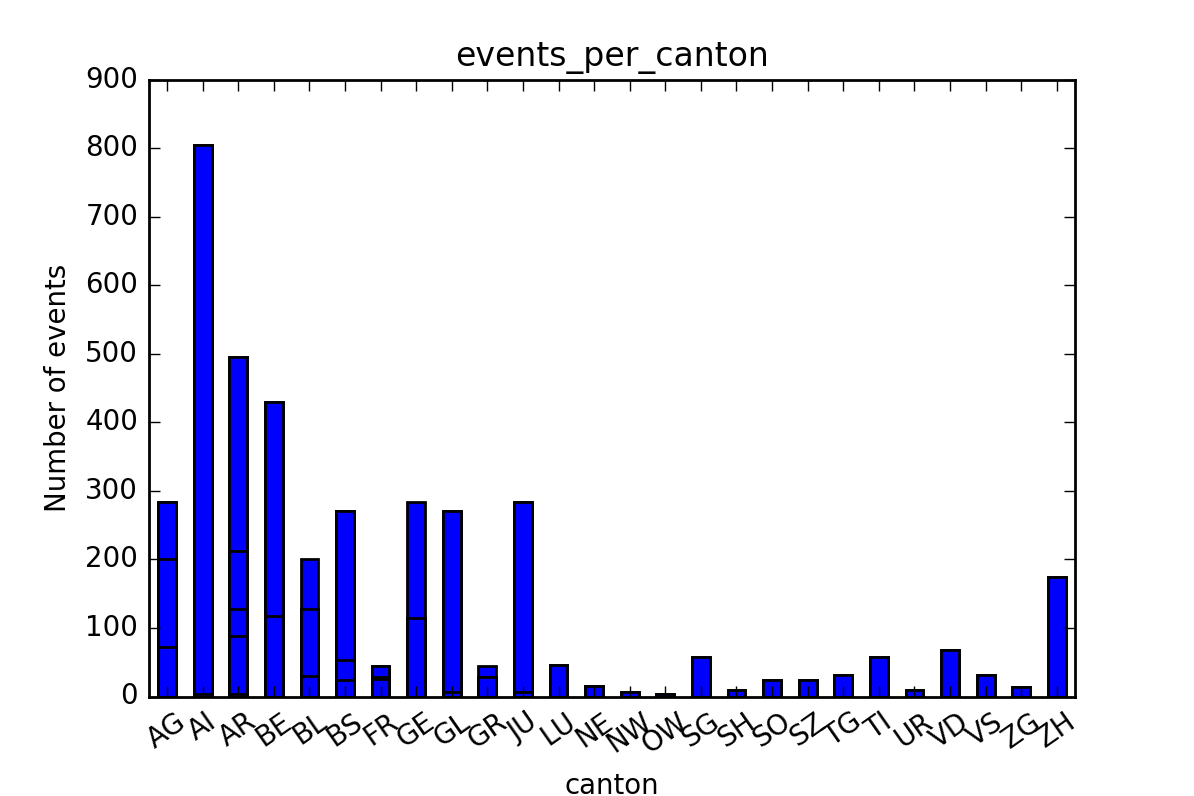 events_per_canton
900
800
700
600
500
400
300
200
100
0
Number of events
AG AI AR BE BL BS FR GE GL GR JU LU NE NW OW SG SH SO SZ TG TI UR VD VS ZG ZH
canton